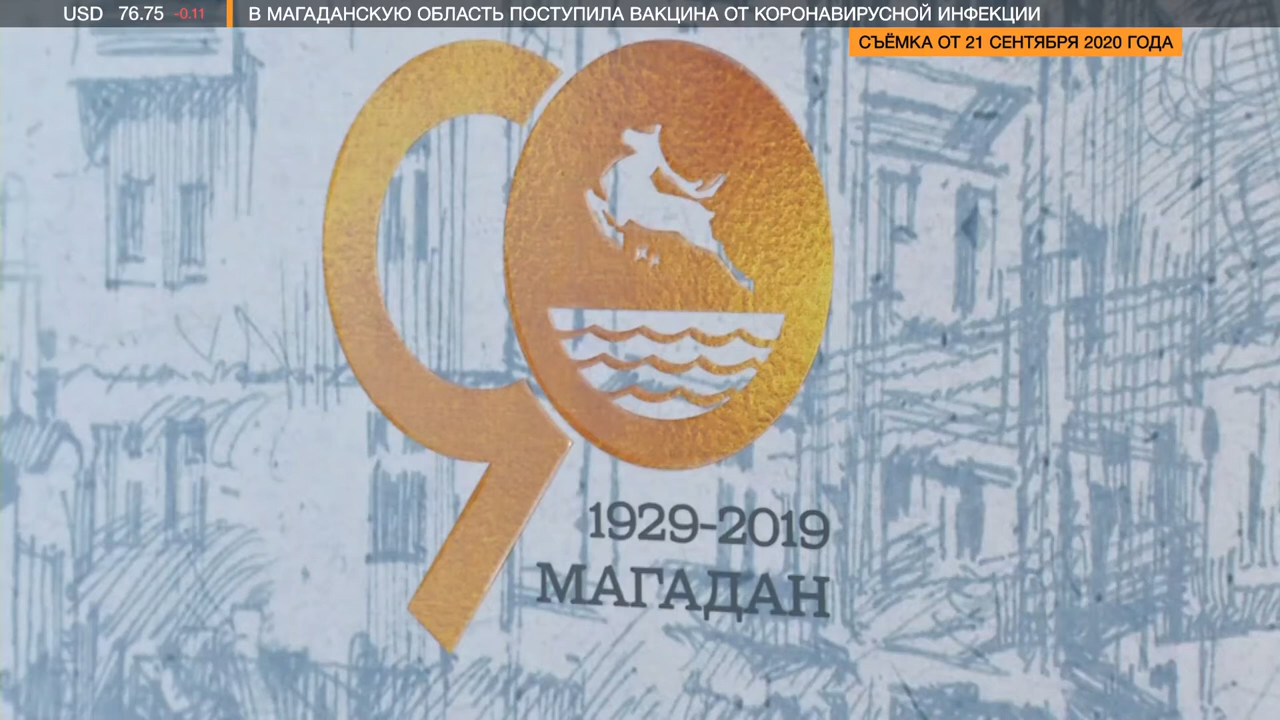 USD 76.75 -0.11 В МАГАДАНСКУЮ ОБЛАСТЬ ПОСТУПИЛА ВАКЦИНА ОТ КОРОНАВИРУСНОЙ ИНФЕКЦИИ
СЪЁМКА ОТ 21 СЕНТЯБРЯ 2020 ГОДА
90
1929-2019
МАГАДАН